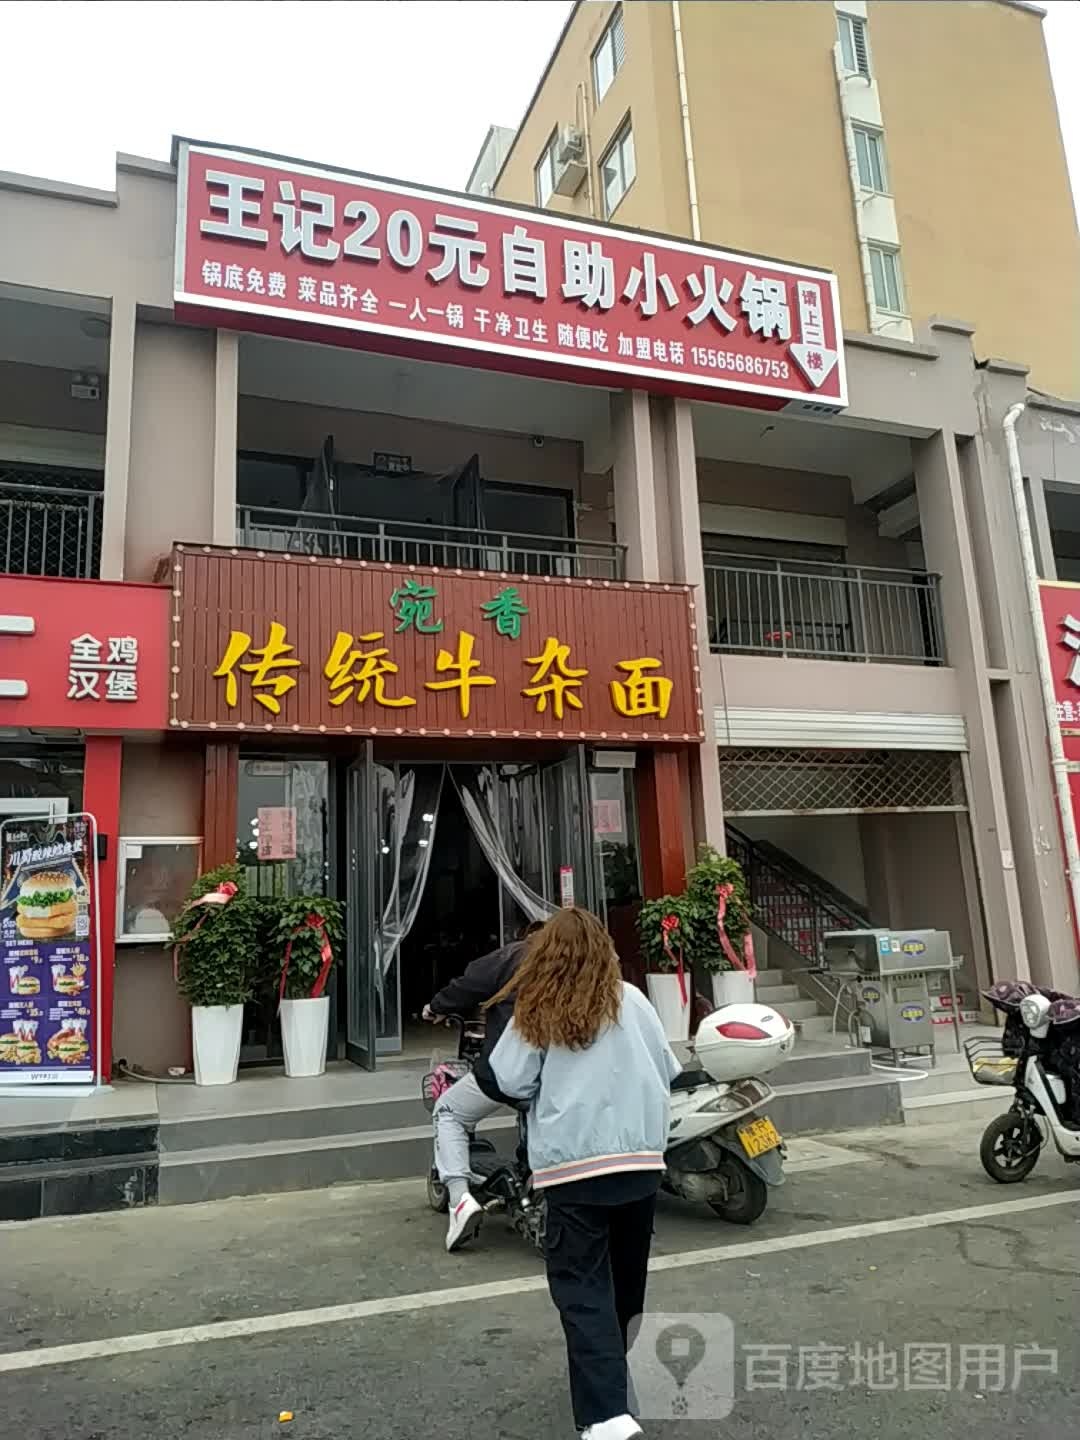 王记20元自助小火锅
请上二楼
锅底免费 菜品齐全 一人一锅 干净卫生 随便吃 加盟电话 15565686753
宛香
传统牛杂面
全鸡
汉堡
SET MENU
百度地图用户